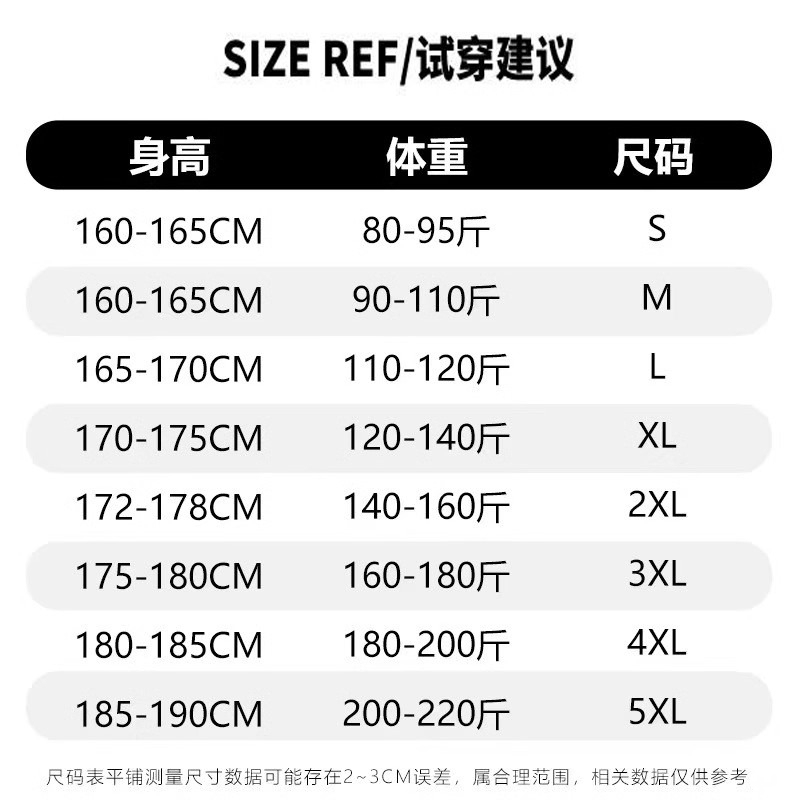 SIZE REF/试穿建议
身高 体重 尺码
160-165CM 80-95斤 S
160-165CM 90-110斤 M
165-170CM 110-120斤 L
170-175CM 120-140斤 XL
172-178CM 140-160斤 2XL
175-180CM 160-180斤 3XL
180-185CM 180-200斤 4XL
185-190CM 200-220斤 5XL
尺码表平铺测量尺寸数据可能存在2~3CM误差，属合理范围，相关数据仅供参考